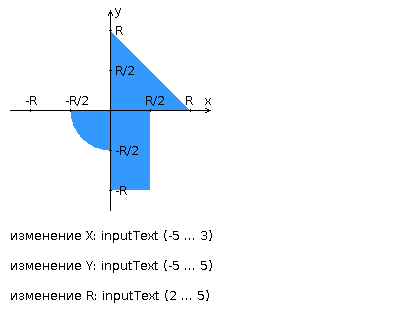 y
R
R/2
-R -R/2 R/2 R x
-R/2
-R
изменение X: inputText (-5 ... 3)
изменение Y: inputText (-5 ... 5)
изменение R: inputText (2 ... 5)